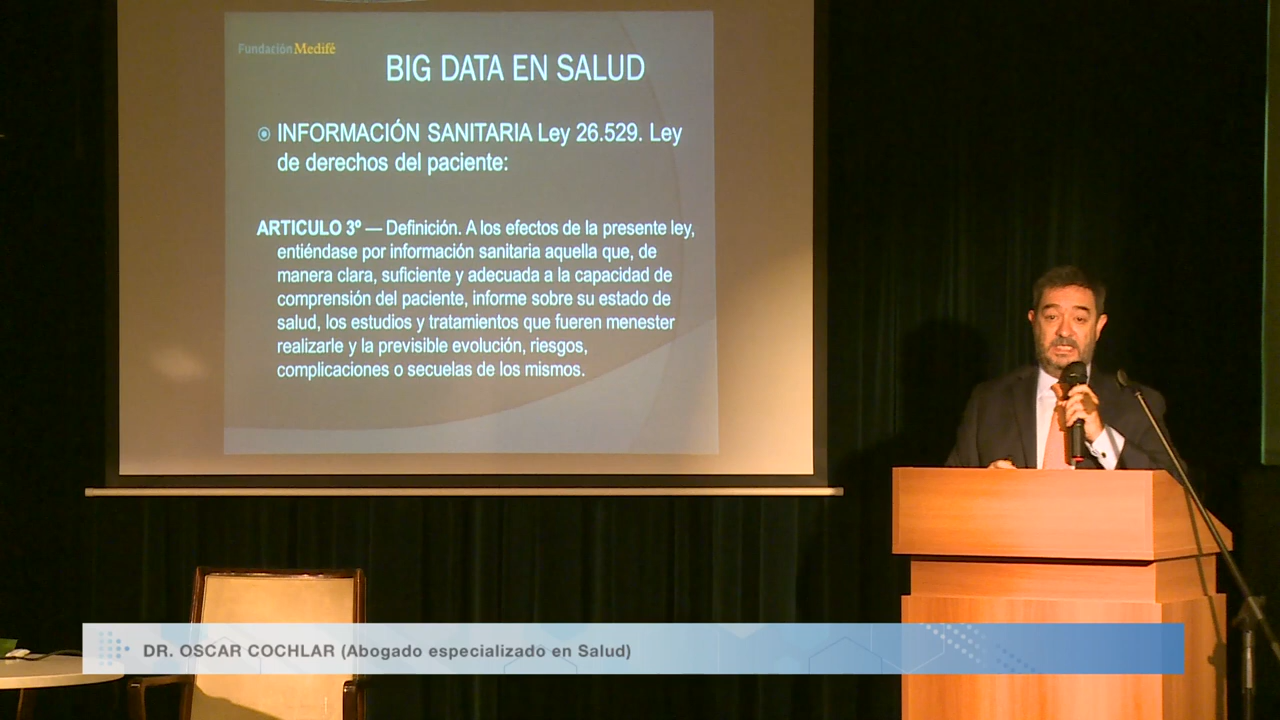 Fundación Medifé
BIG DATA EN SALUD
INFORMACIÓN SANITARIA Ley 26.529. Ley
de derechos del paciente:
ARTICULO 3º — Definición. A los efectos de la presente ley,
entiéndase por información sanitaria aquella que, de
manera clara, suficiente y adecuada a la capacidad de
comprensión del paciente, informe sobre su estado de
salud, los estudios y tratamientos que fueren menester
realizarle y la previsible evolución, riesgos,
complicaciones o secuelas de los mismos.
DR. OSCAR COCHLAR (Abogado especializado en Salud)